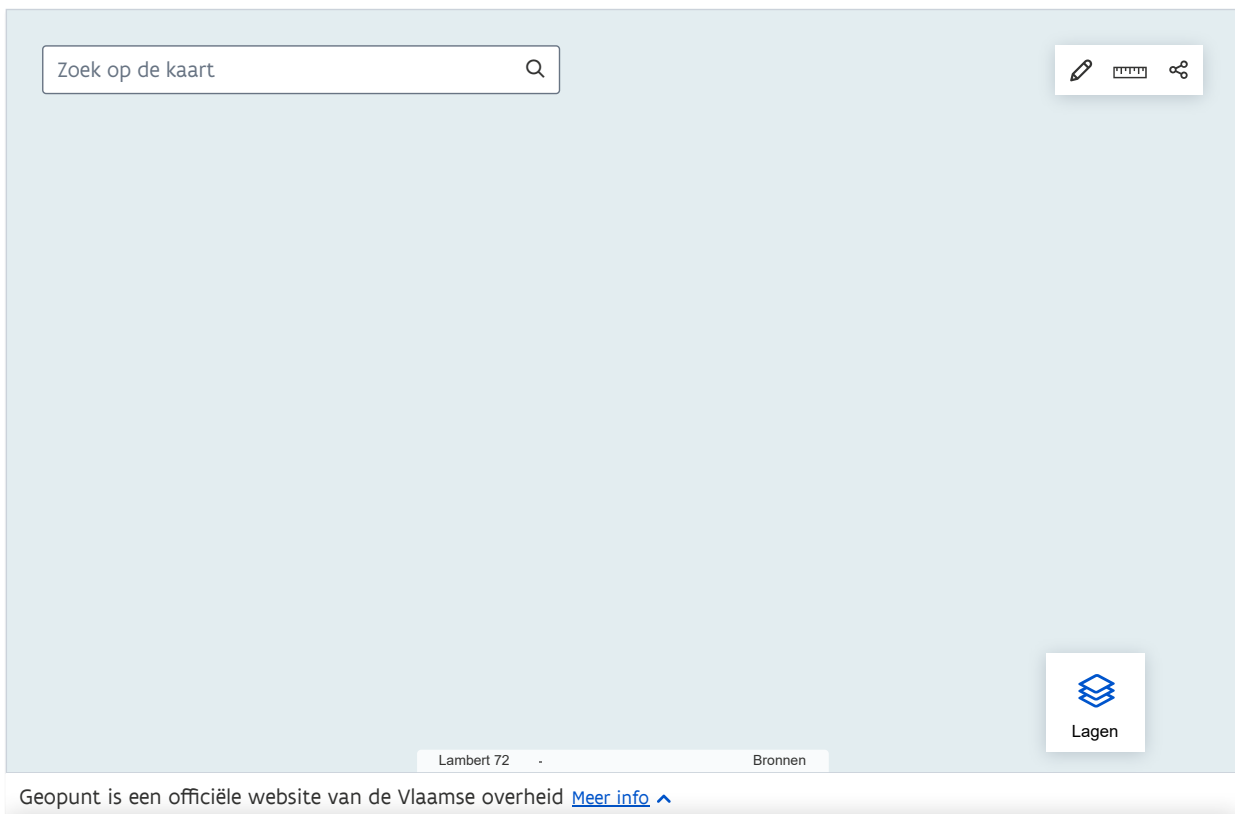 Zoek op de kaart
Lagen
Lambert 72 - Bronnen
Geopunt is een officiële website van de Vlaamse overheid Meer info